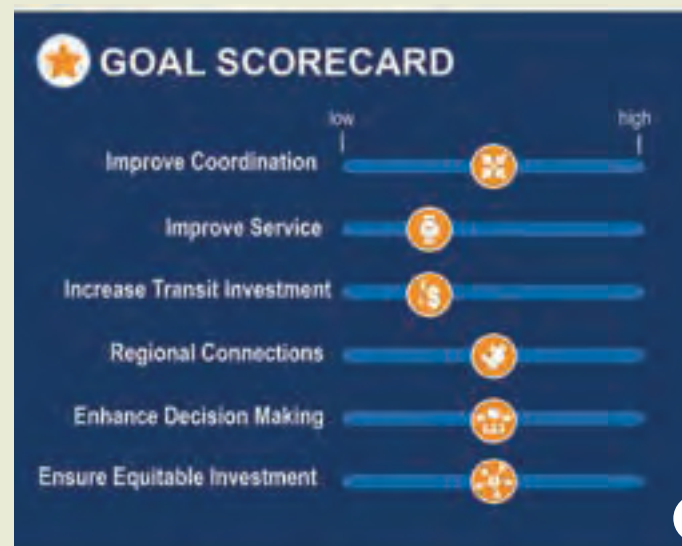 GOAL SCORECARD
low high
Improve Coordination
Improve Service
Increase Transit Investment
Regional Connections
Enhance Decision Making
Ensure Equitable Investment